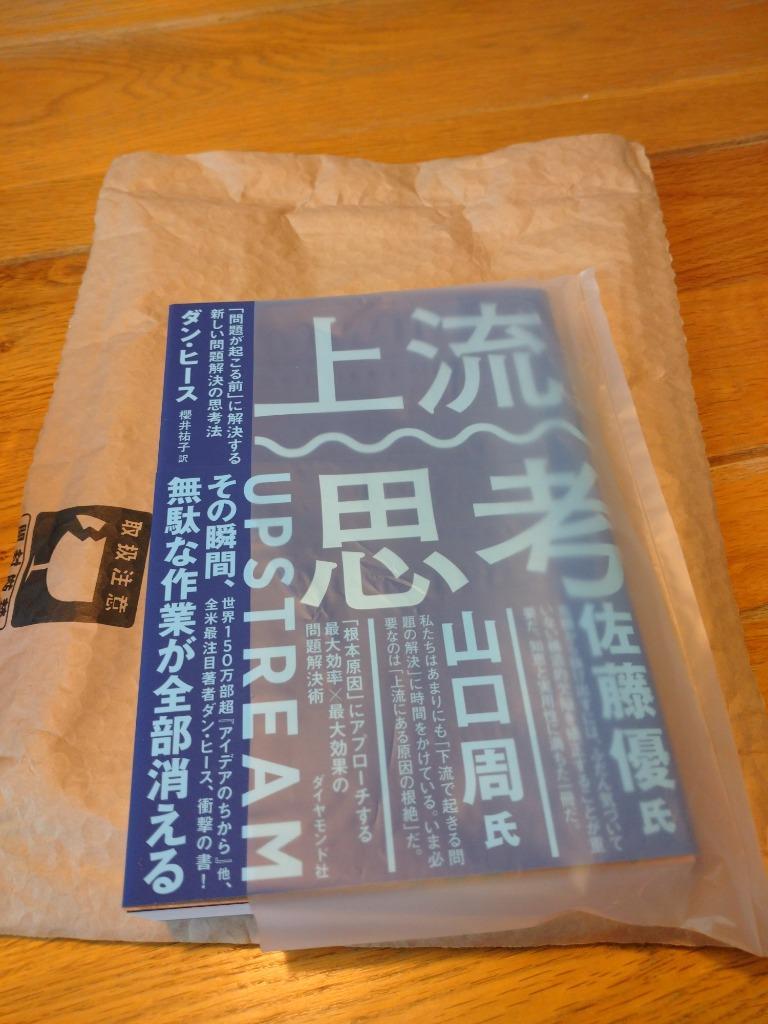 上流
思考
UPSTREAM
「問題が起こる前」に解決する
新しい問題解決の思考法
ダン・ヒース
櫻井祐子 訳
佐藤優氏
山口周氏
私たちはあまりにも「下流で起きる問
題の解決」に時間をかけている。いま必
要なのは「上流にある原因の根絶」だ。
「根本原因」にアプローチする
最大効率×最大効果の
問題解決術
ダイヤモンド社
世界150万部超『アイデアのちから』他、
全米最注目著者ダン・ヒース、衝撃の書!
その瞬間、
無駄な作業が全部消える
取扱注意